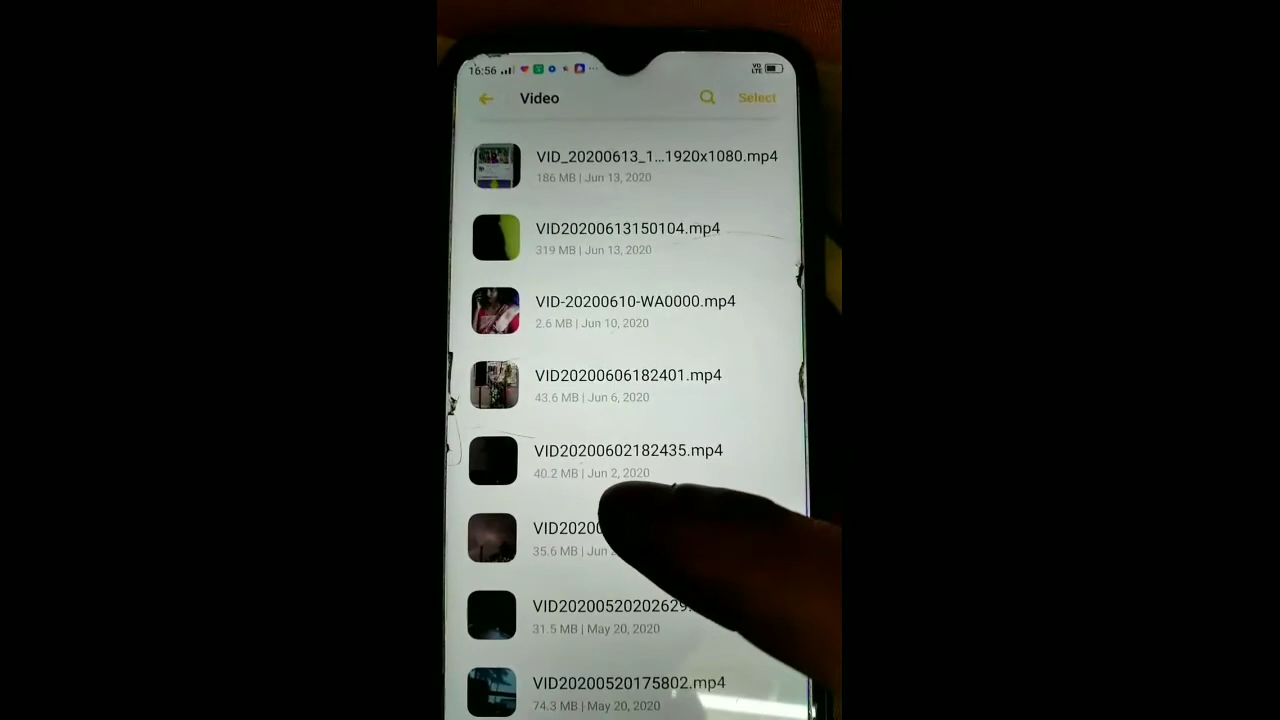 16:56
VO
LTE
Video
Select
VID_20200613_1...1920x1080.mp4
186 MB | Jun 13, 2020
VID20200613150104.mp4
319 MB | Jun 13, 2020
VID-20200610-WA0000.mp4
2.6 MB | Jun 10, 2020
VID20200606182401.mp4
43.6 MB | Jun 6, 2020
VID20200602182435.mp4
40.2 MB | Jun 2, 2020
VID2020
35.6 MB | Jun
VID20200520202629.
31.5 MB | May 20, 2020
VID20200520175802.mp4
74.3 MB | May 20, 2020